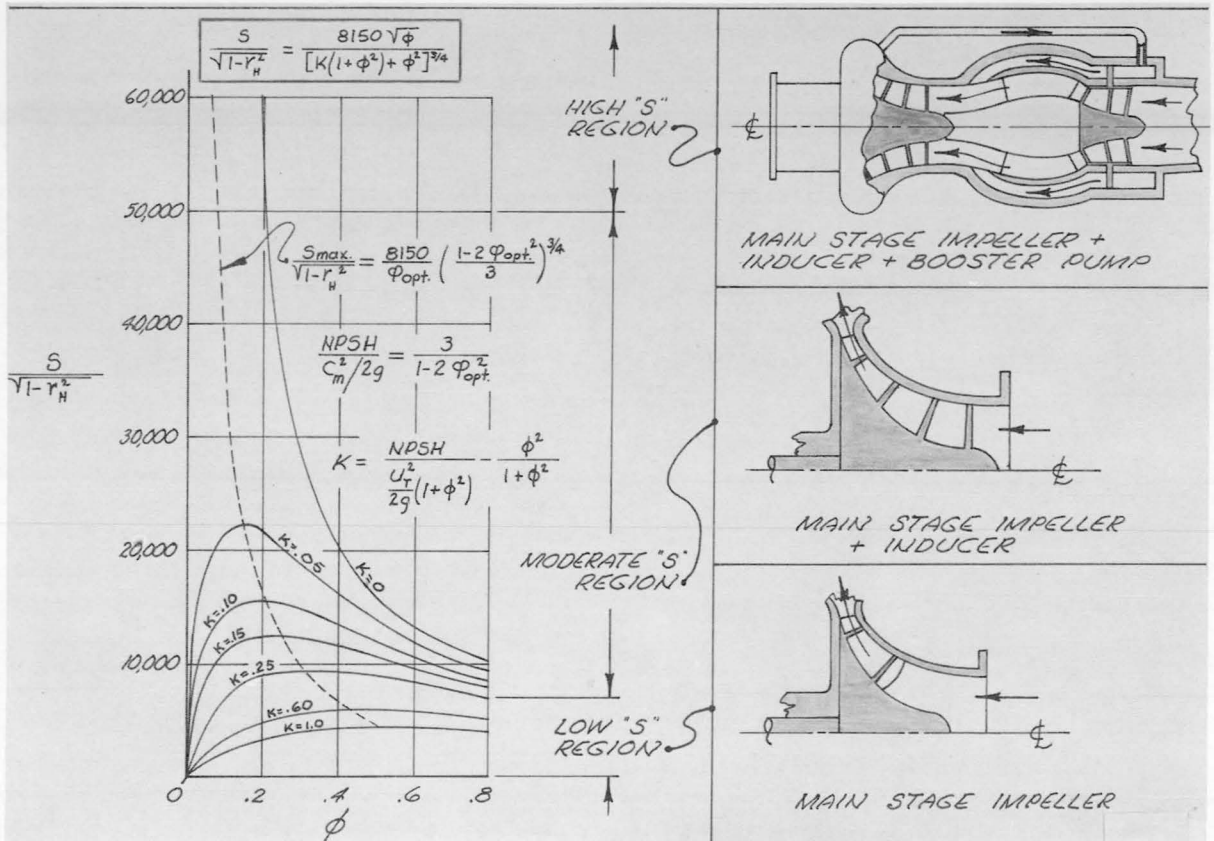 S/√(1-r_H²) = 8150 √ϕ / [K(1+ϕ²)+ϕ²]^3/4
60,000
50,000
40,000
30,000
20,000
10,000
S/√(1-r_H²)
Smax./√(1-r_H²) = 8150/φopt. ( (1-2 φopt.²)/3 )^3/4
NPSH/(C_m²/2g) = 3/(1-2 φ²opt.)
K = NPSH/(U_T²/2g (1+ϕ²)) - ϕ²/(1+ϕ²)
K=0
K=.05
K=.10
K=.15
K=.25
K=.60
K=1.0
0 .2 .4 .6 .8
ϕ
HIGH "S"
REGION
MODERATE "S"
REGION
LOW "S"
REGION
℄
MAIN STAGE IMPELLER +
INDUCER + BOOSTER PUMP
℄
MAIN STAGE IMPELLER
+ INDUCER
℄
MAIN STAGE IMPELLER